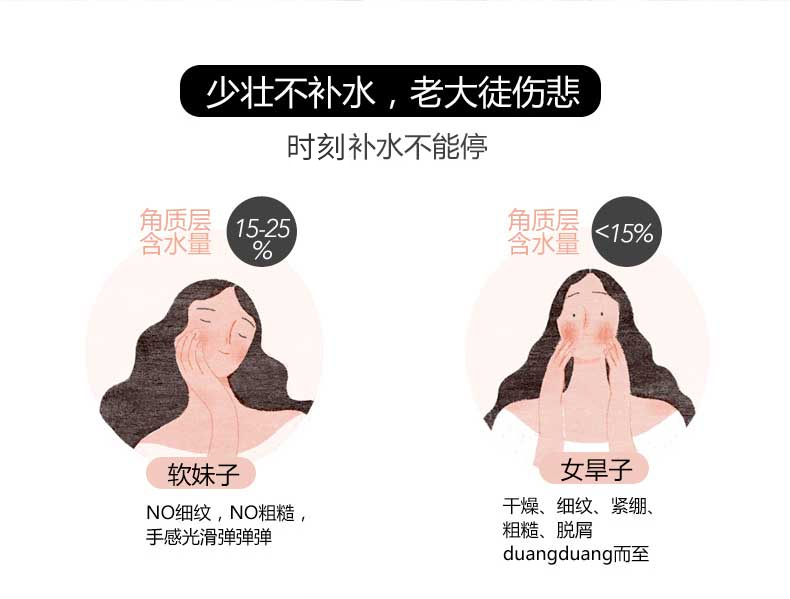 少壮不补水，老大徒伤悲
时刻补水不能停
角质层
含水量
15-25
%
软妹子
NO细纹，NO粗糙，
手感光滑弹弹弹
角质层
含水量
<15%
女旱子
干燥、细纹、紧绷、
粗糙、脱屑
duangduang而至